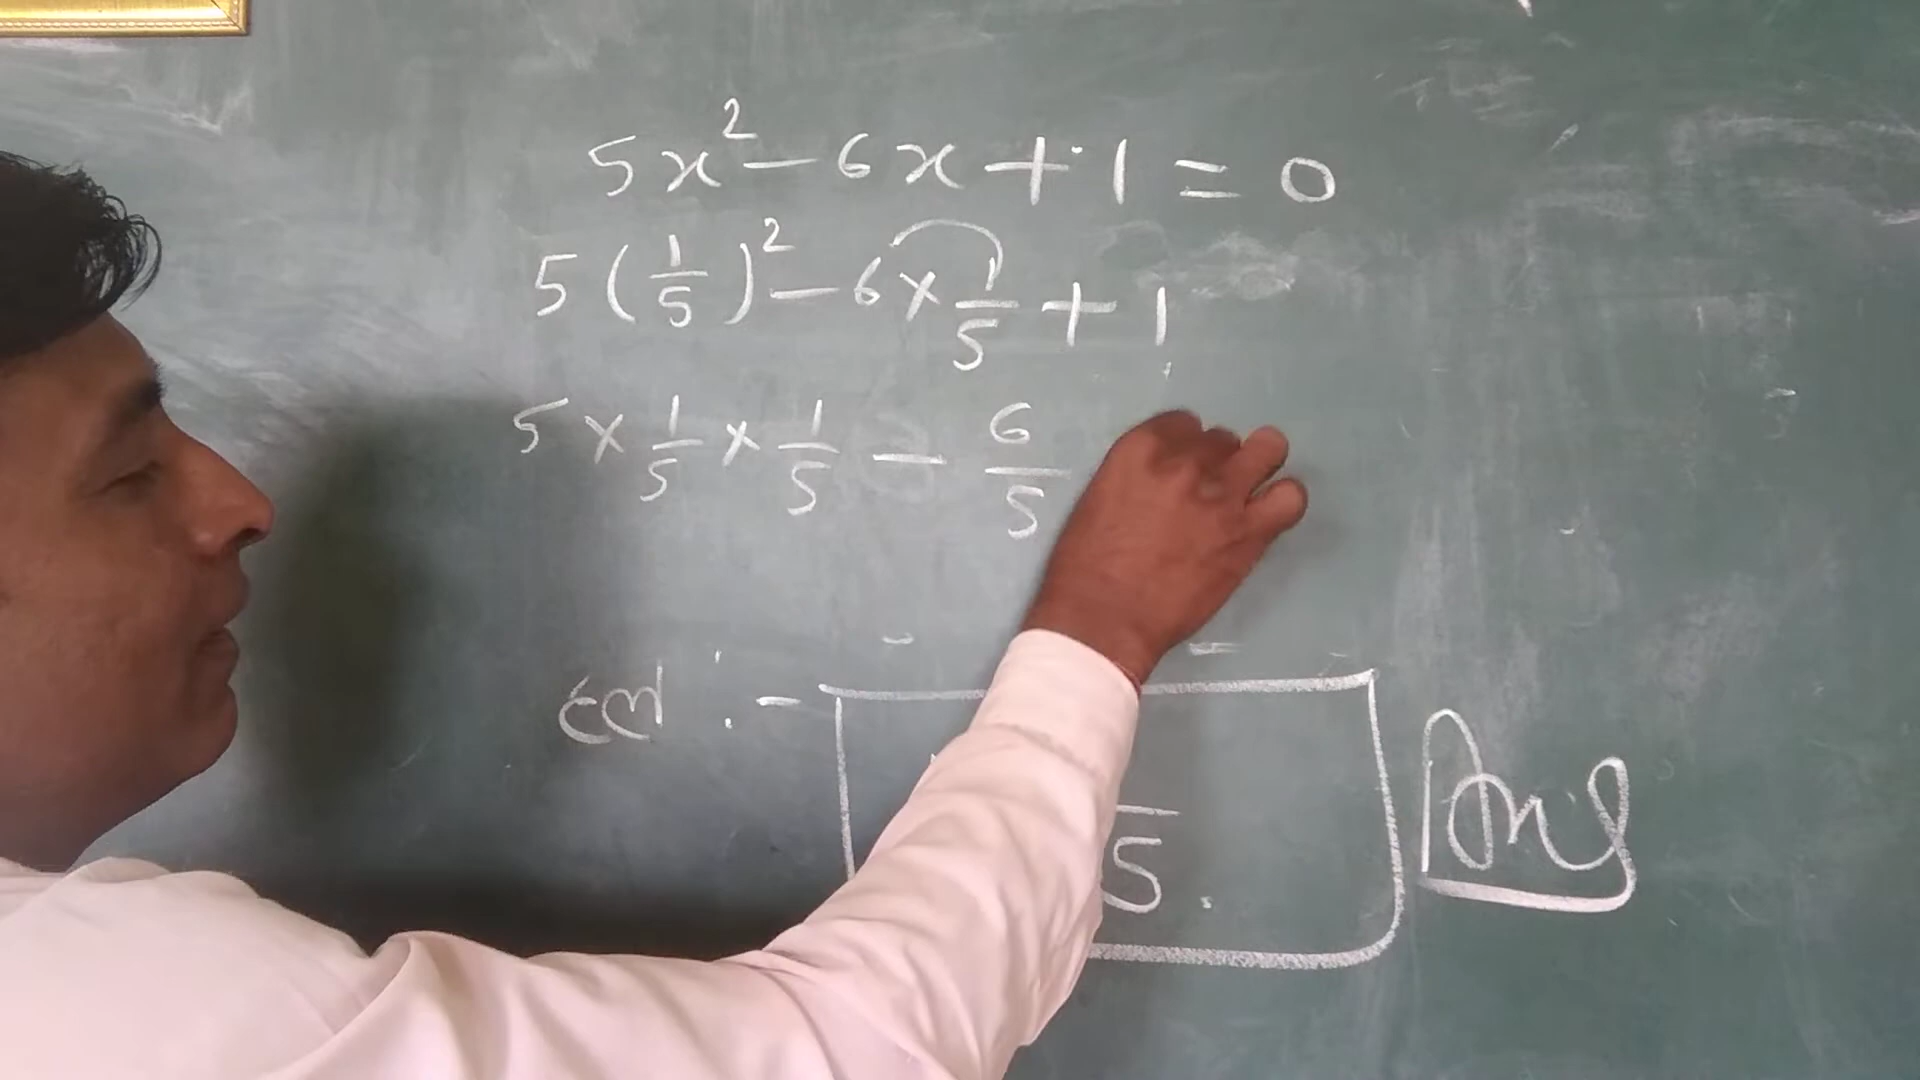 5x² - 6x + 1 = 0
5(1/5)² - 6 × 1/5 + 1
5 × 1/5 × 1/5 - 6/5
हल :-
5.
Ans